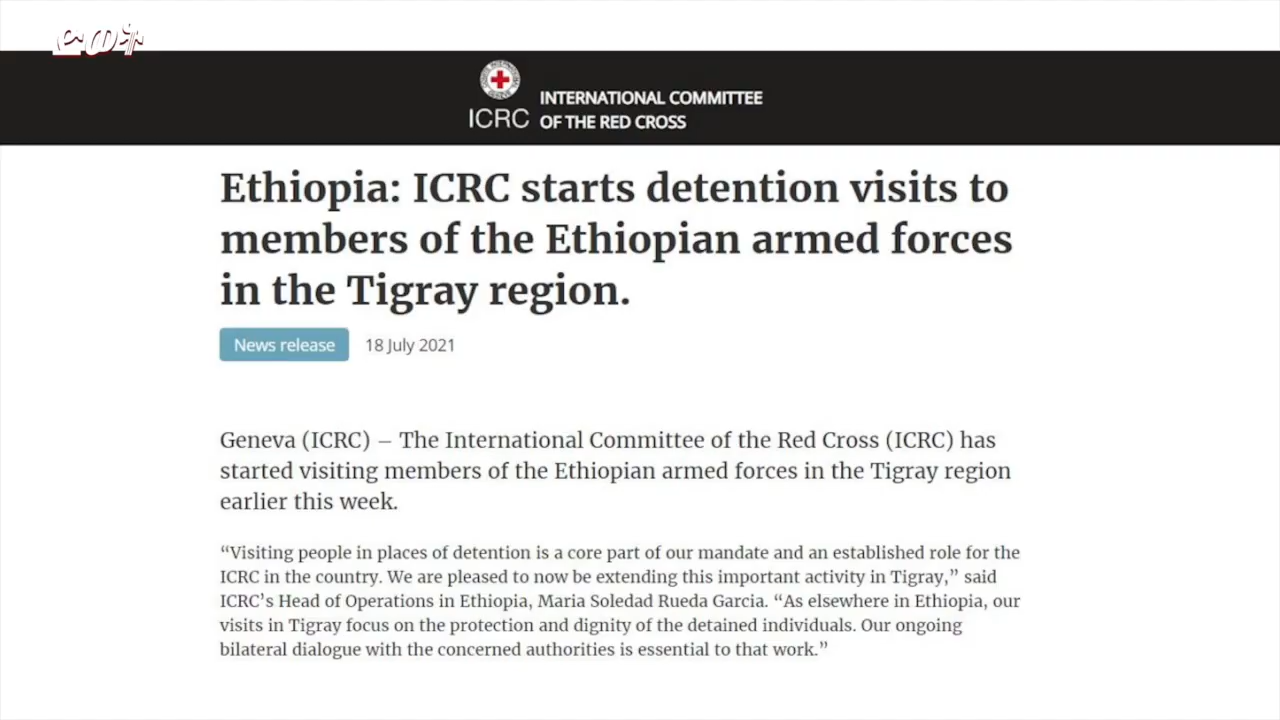 ICRC
INTERNATIONAL COMMITTEE
OF THE RED CROSS
Ethiopia: ICRC starts detention visits to
members of the Ethiopian armed forces
in the Tigray region.
News release 18 July 2021
Geneva (ICRC) – The International Committee of the Red Cross (ICRC) has
started visiting members of the Ethiopian armed forces in the Tigray region
earlier this week.
“Visiting people in places of detention is a core part of our mandate and an established role for the
ICRC in the country. We are pleased to now be extending this important activity in Tigray,” said
ICRC’s Head of Operations in Ethiopia, Maria Soledad Rueda Garcia. “As elsewhere in Ethiopia, our
visits in Tigray focus on the protection and dignity of the detained individuals. Our ongoing
bilateral dialogue with the concerned authorities is essential to that work.”